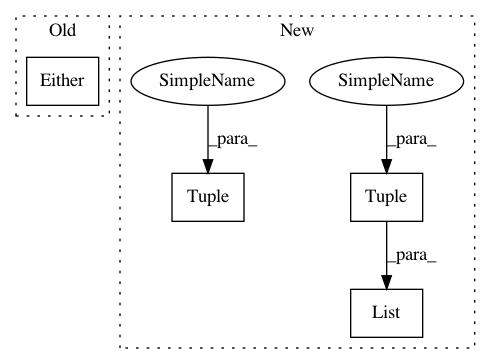 Old
New
Either
SimpleName
SimpleName
_para_
_para_
Tuple
Tuple
_para_
List